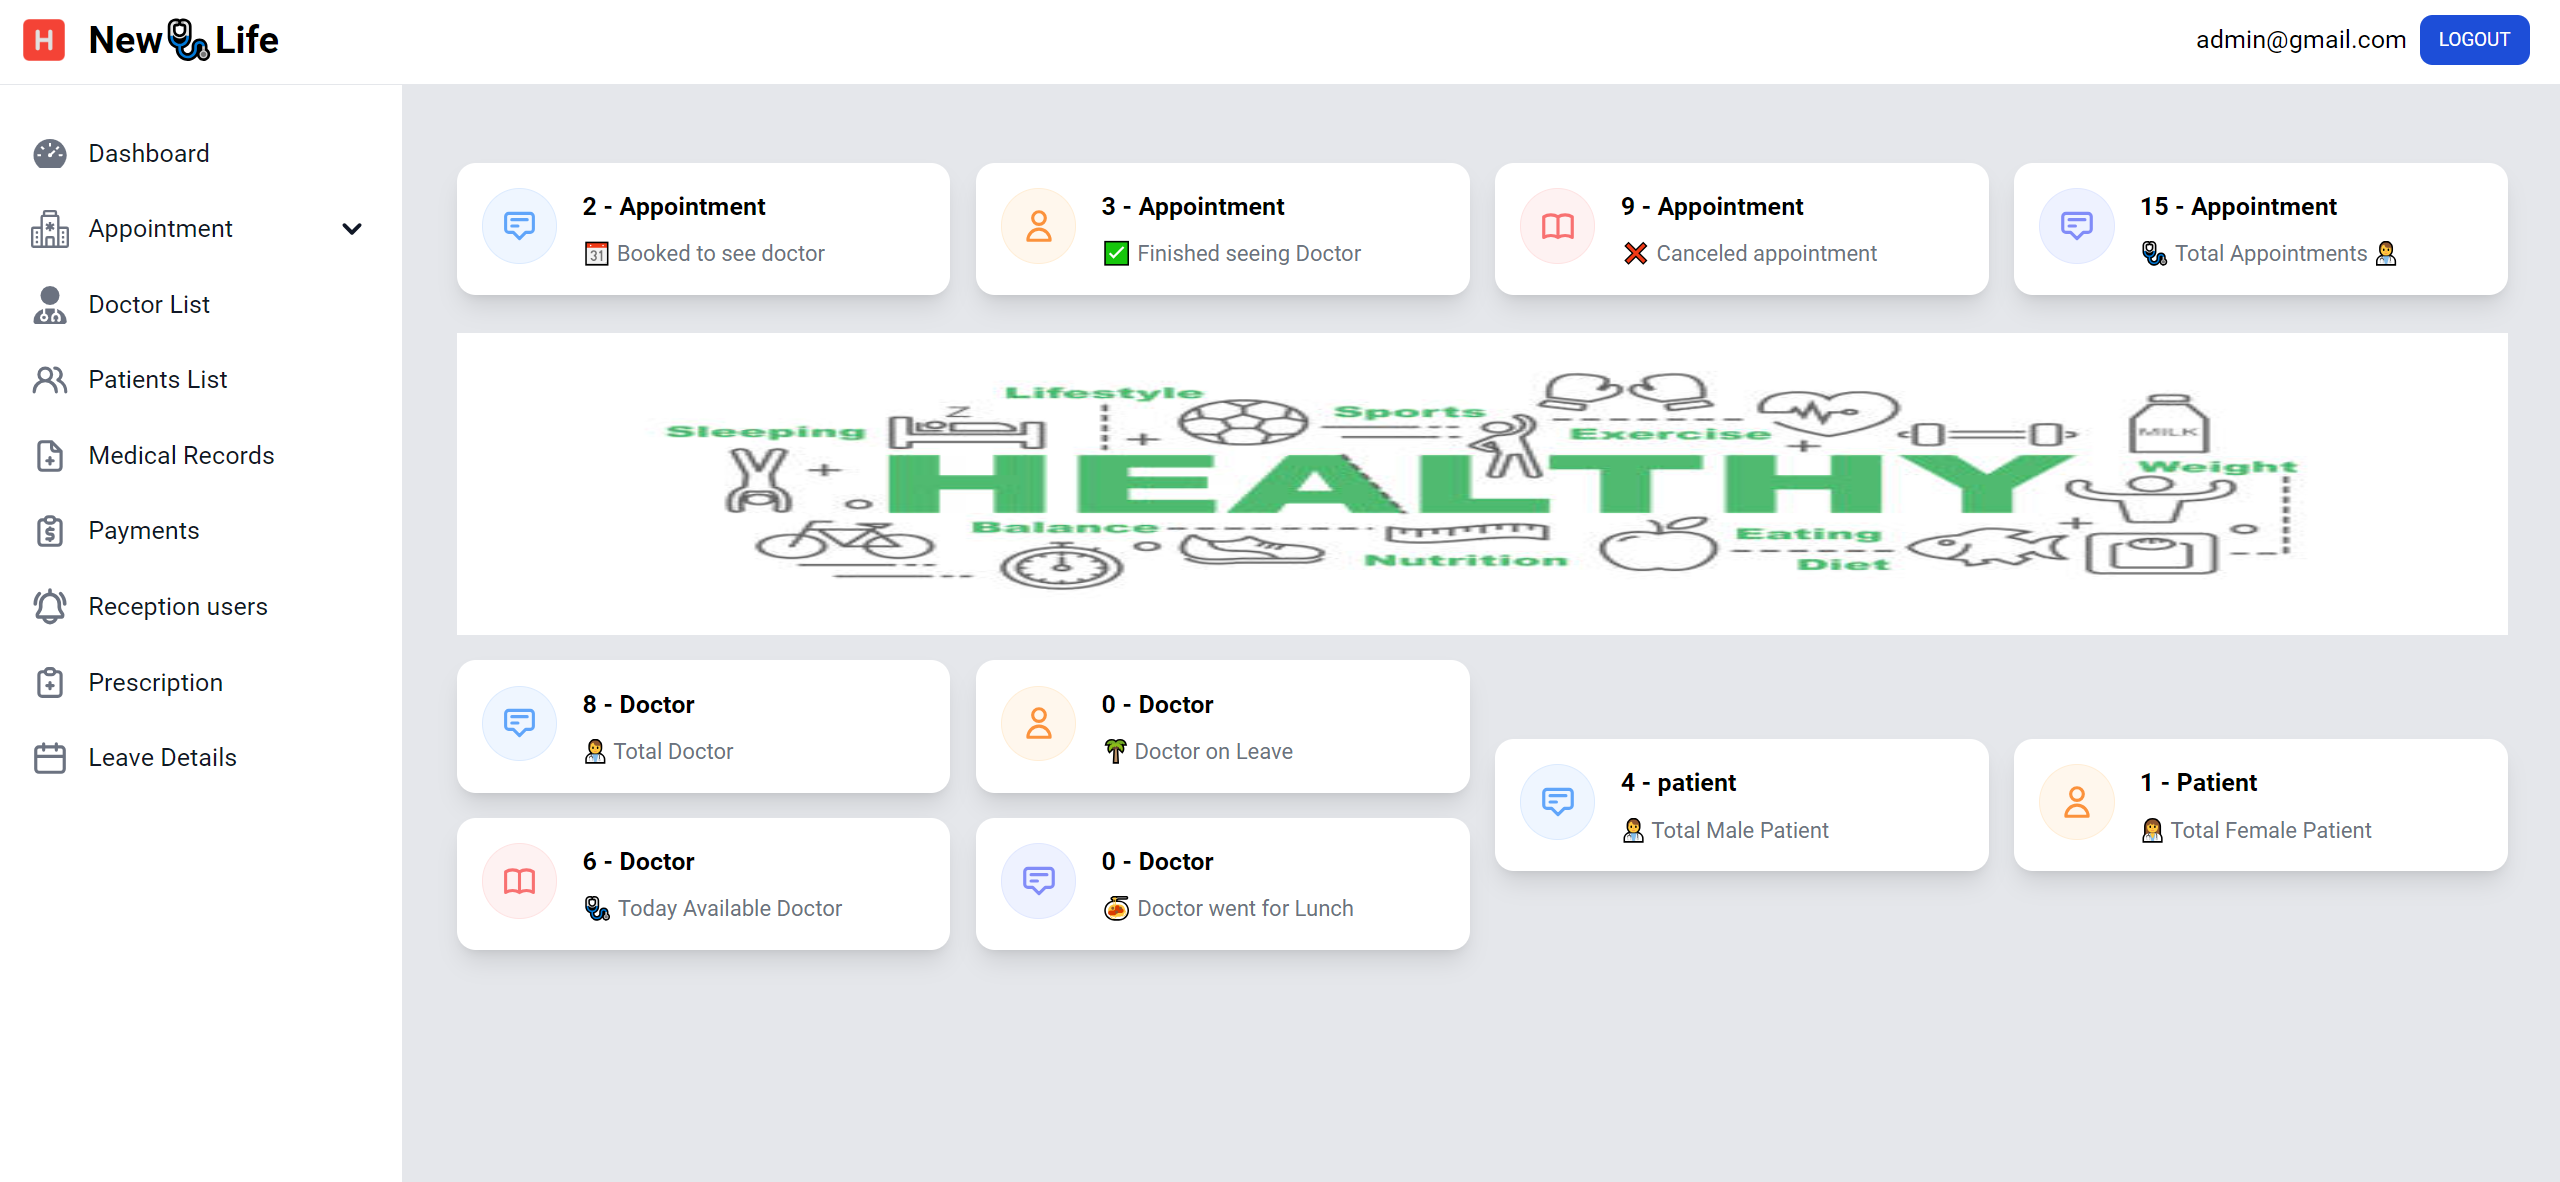 H New🩺Life
admin@gmail.com LOGOUT
Dashboard
Appointment
Doctor List
Patients List
Medical Records
Payments
Reception users
Prescription
Leave Details
2 - Appointment
31 Booked to see doctor
3 - Appointment
✅ Finished seeing Doctor
9 - Appointment
❌ Canceled appointment
15 - Appointment
🩺 Total Appointments 👨‍⚕️
Lifestyle
Sports
Sleeping
Z
Exercise
MILK
Weight
HEALTHY
Balance
Nutrition
Eating
Diet
8 - Doctor
👨‍⚕️ Total Doctor
0 - Doctor
🌴 Doctor on Leave
6 - Doctor
🩺 Today Available Doctor
0 - Doctor
🍲 Doctor went for Lunch
4 - patient
👨‍⚕️ Total Male Patient
1 - Patient
👩‍⚕️ Total Female Patient